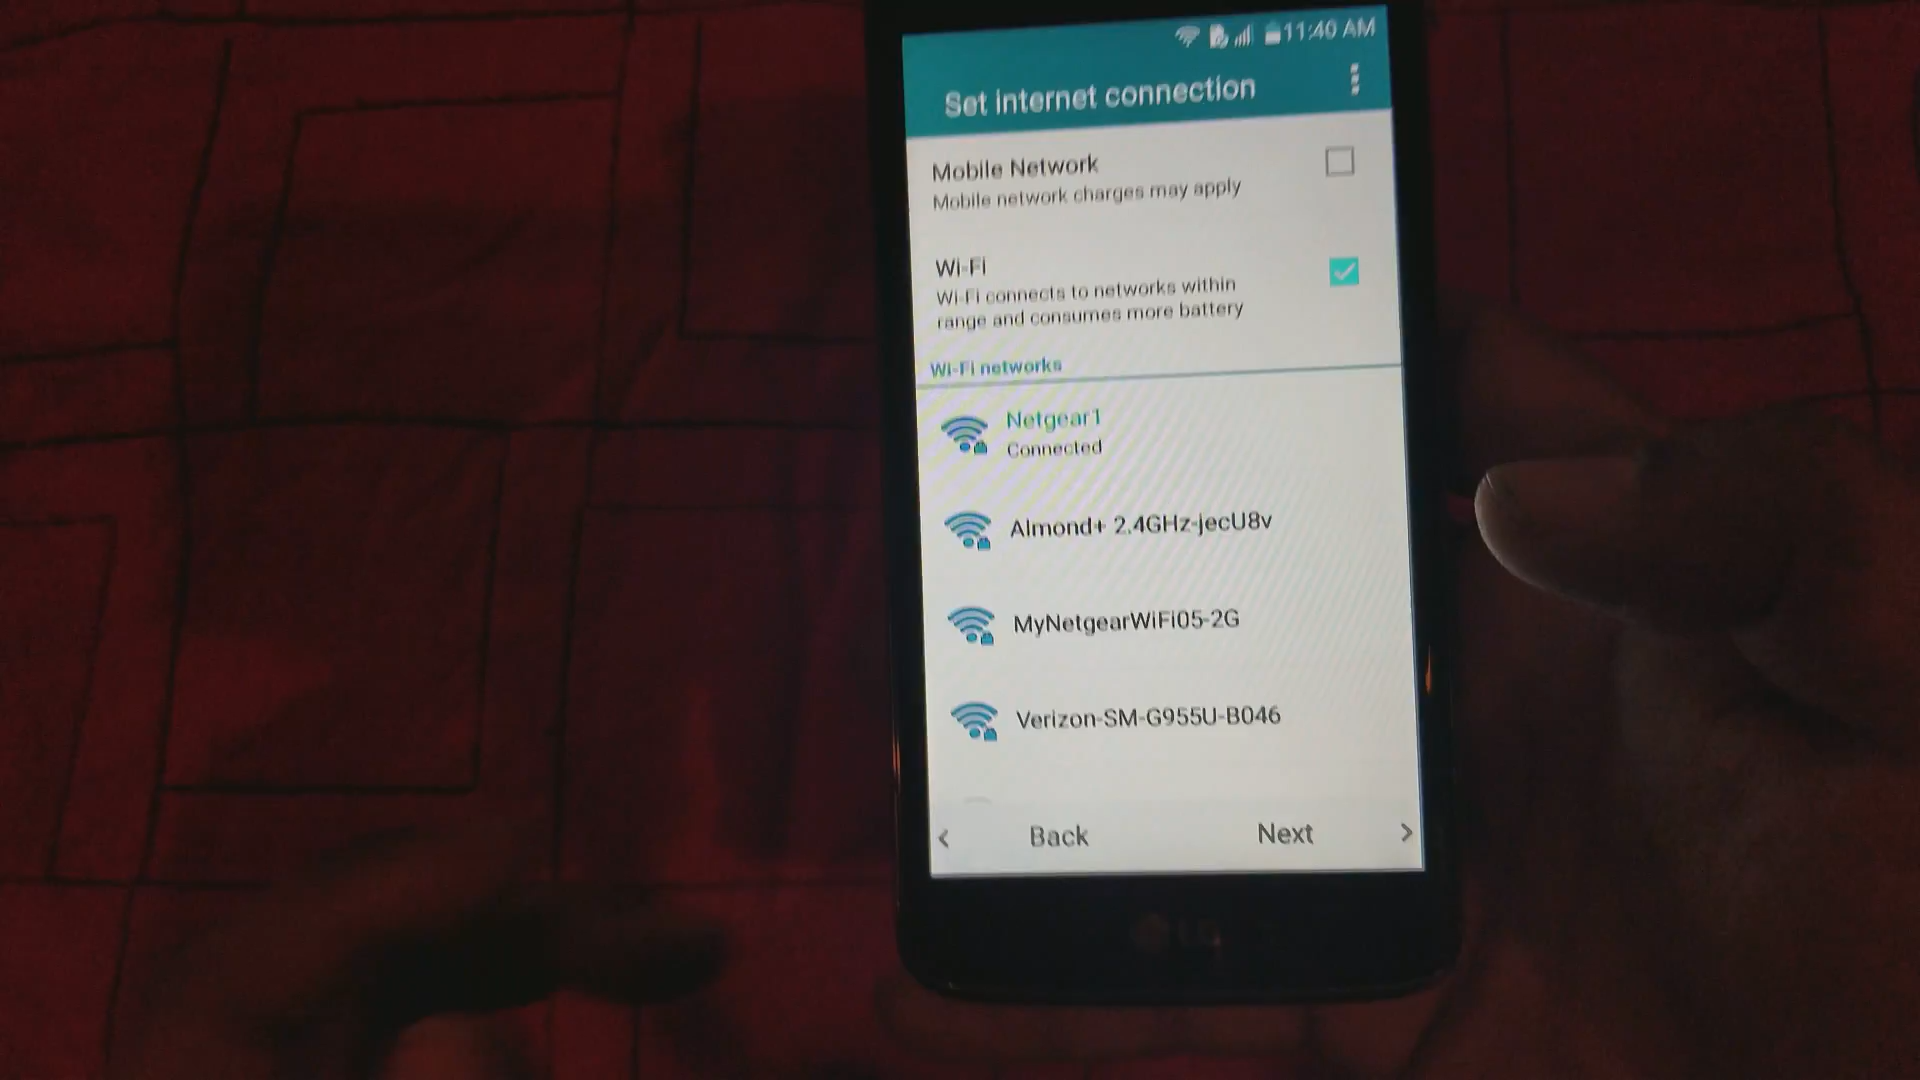 11:40 AM
Set internet connection
Mobile Network
Mobile network charges may apply
Wi-Fi
Wi-Fi connects to networks within
range and consumes more battery
Wi-Fi networks
Netgear1
Connected
Almond+ 2.4GHz-jecU8v
MyNetgearWiFi05-2G
Verizon-SM-G955U-B046
< Back Next >
LG